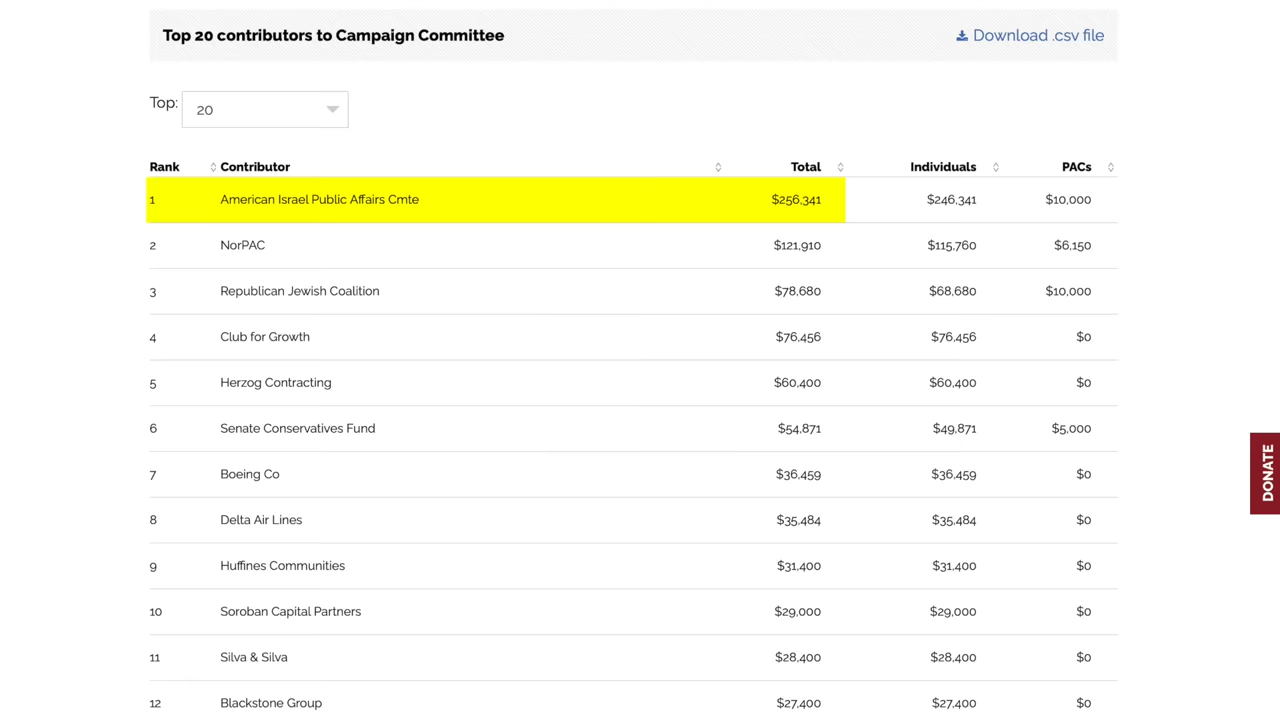 Top 20 contributors to Campaign Committee Download .csv file
Top: 20
Rank Contributor Total Individuals PACs
1 American Israel Public Affairs Cmte $256,341 $246,341 $10,000
2 NorPAC $121,910 $115,760 $6,150
3 Republican Jewish Coalition $78,680 $68,680 $10,000
4 Club for Growth $76,456 $76,456 $0
5 Herzog Contracting $60,400 $60,400 $0
6 Senate Conservatives Fund $54,871 $49,871 $5,000
7 Boeing Co $36,459 $36,459 $0
8 Delta Air Lines $35,484 $35,484 $0
9 Huffines Communities $31,400 $31,400 $0
10 Soroban Capital Partners $29,000 $29,000 $0
11 Silva & Silva $28,400 $28,400 $0
12 Blackstone Group $27,400 $27,400 $0
DONATE